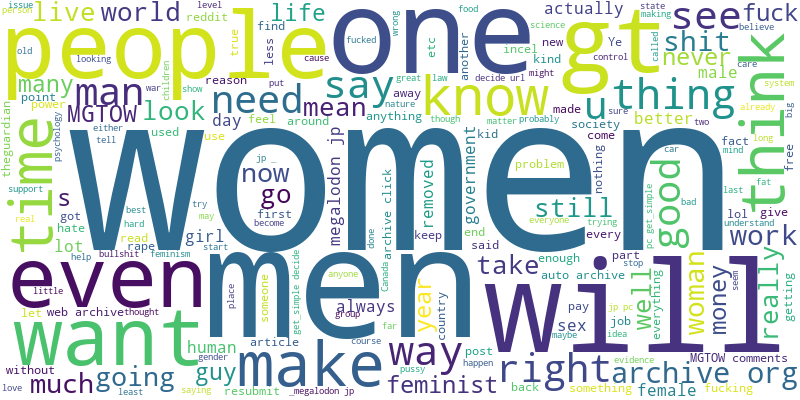 women
will
men
people
one
gt
want
even
think
time
thing
know
see
make
way
right
need
say
man
good
u
many
live
world
life
look
MGTOW
mean
now
go
s
much
going
guy
take
still
well
year
woman
money
really
work
better
never
shit
fuck
male
actually
feminist
archive org
female
sex
always
government
removed
megalodon jp
girl
day
lot
human
job
pay
post
part
every
said
end
keep
enough
auto archive
web archive
archive click
resubmit
_megalodon jp
MGTOW comments
article
without
let
read
rape
hate
got
point
used
use
reason
find
less
true
reddit
theguardian
psychology
power
war
children
show
cause
old
looking
person
issue
level
fucked
food
wrong
science
state
making
called
believe
care
system
control
might
decide url
great
law
nature
though
matter
probably
sure
two
mind
fact
society
come
made
new
kind
incel
etc
another
away
anything
around
feel
kid
problem
nothing
everyone
trying
free
big
long
already
fat
car
last
bad
understand
give
lol
pc get_simple
everything
getting
jp pc
stop
seem
maybe
idea
evidence
something
fucking
back
happen
course
pussy
far
group
Canada
country
anyone
done
someone
place
get_simple decide
gender
saying
least
love
little
bullshit
thought
feminism
start
help
real
support
tell
either
best
hard
try
may
become
first
jp _
Ye
put